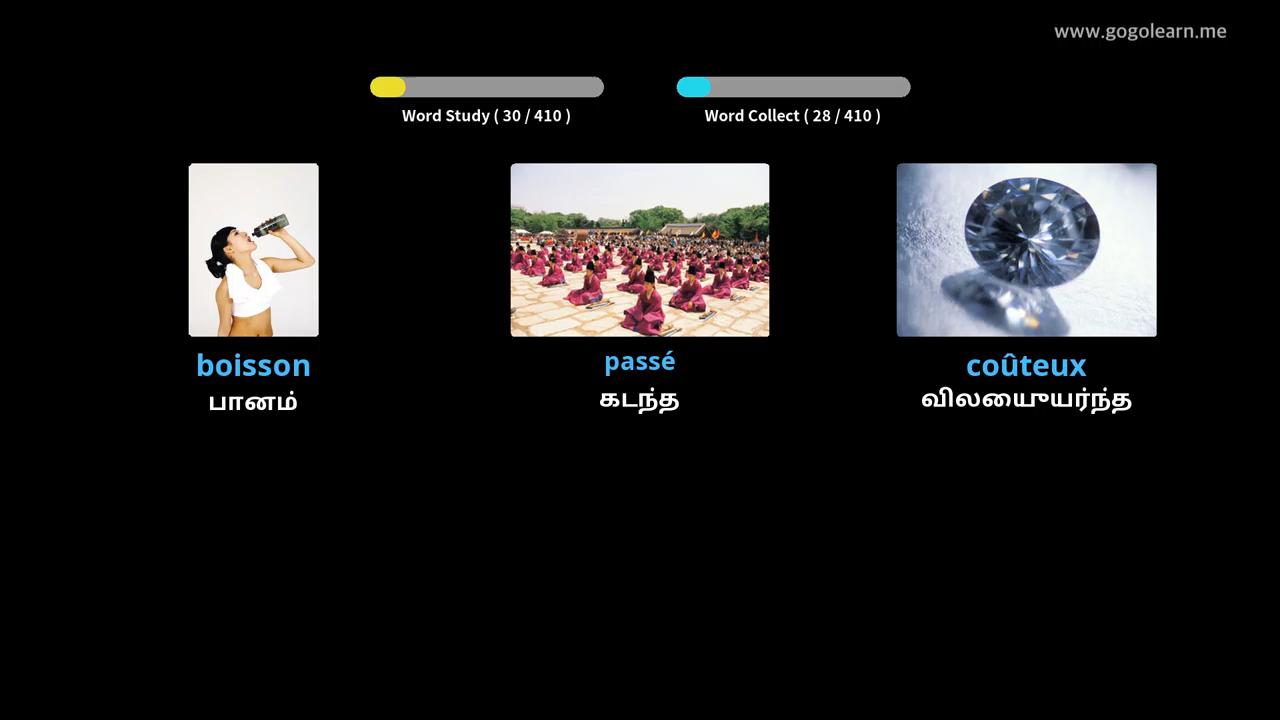 www.gogolearn.me
Word Study ( 30 / 410 )
Word Collect ( 28 / 410 )
boisson
passé
coûteux
பானம்
கடந்த
விலையுயர்ந்த